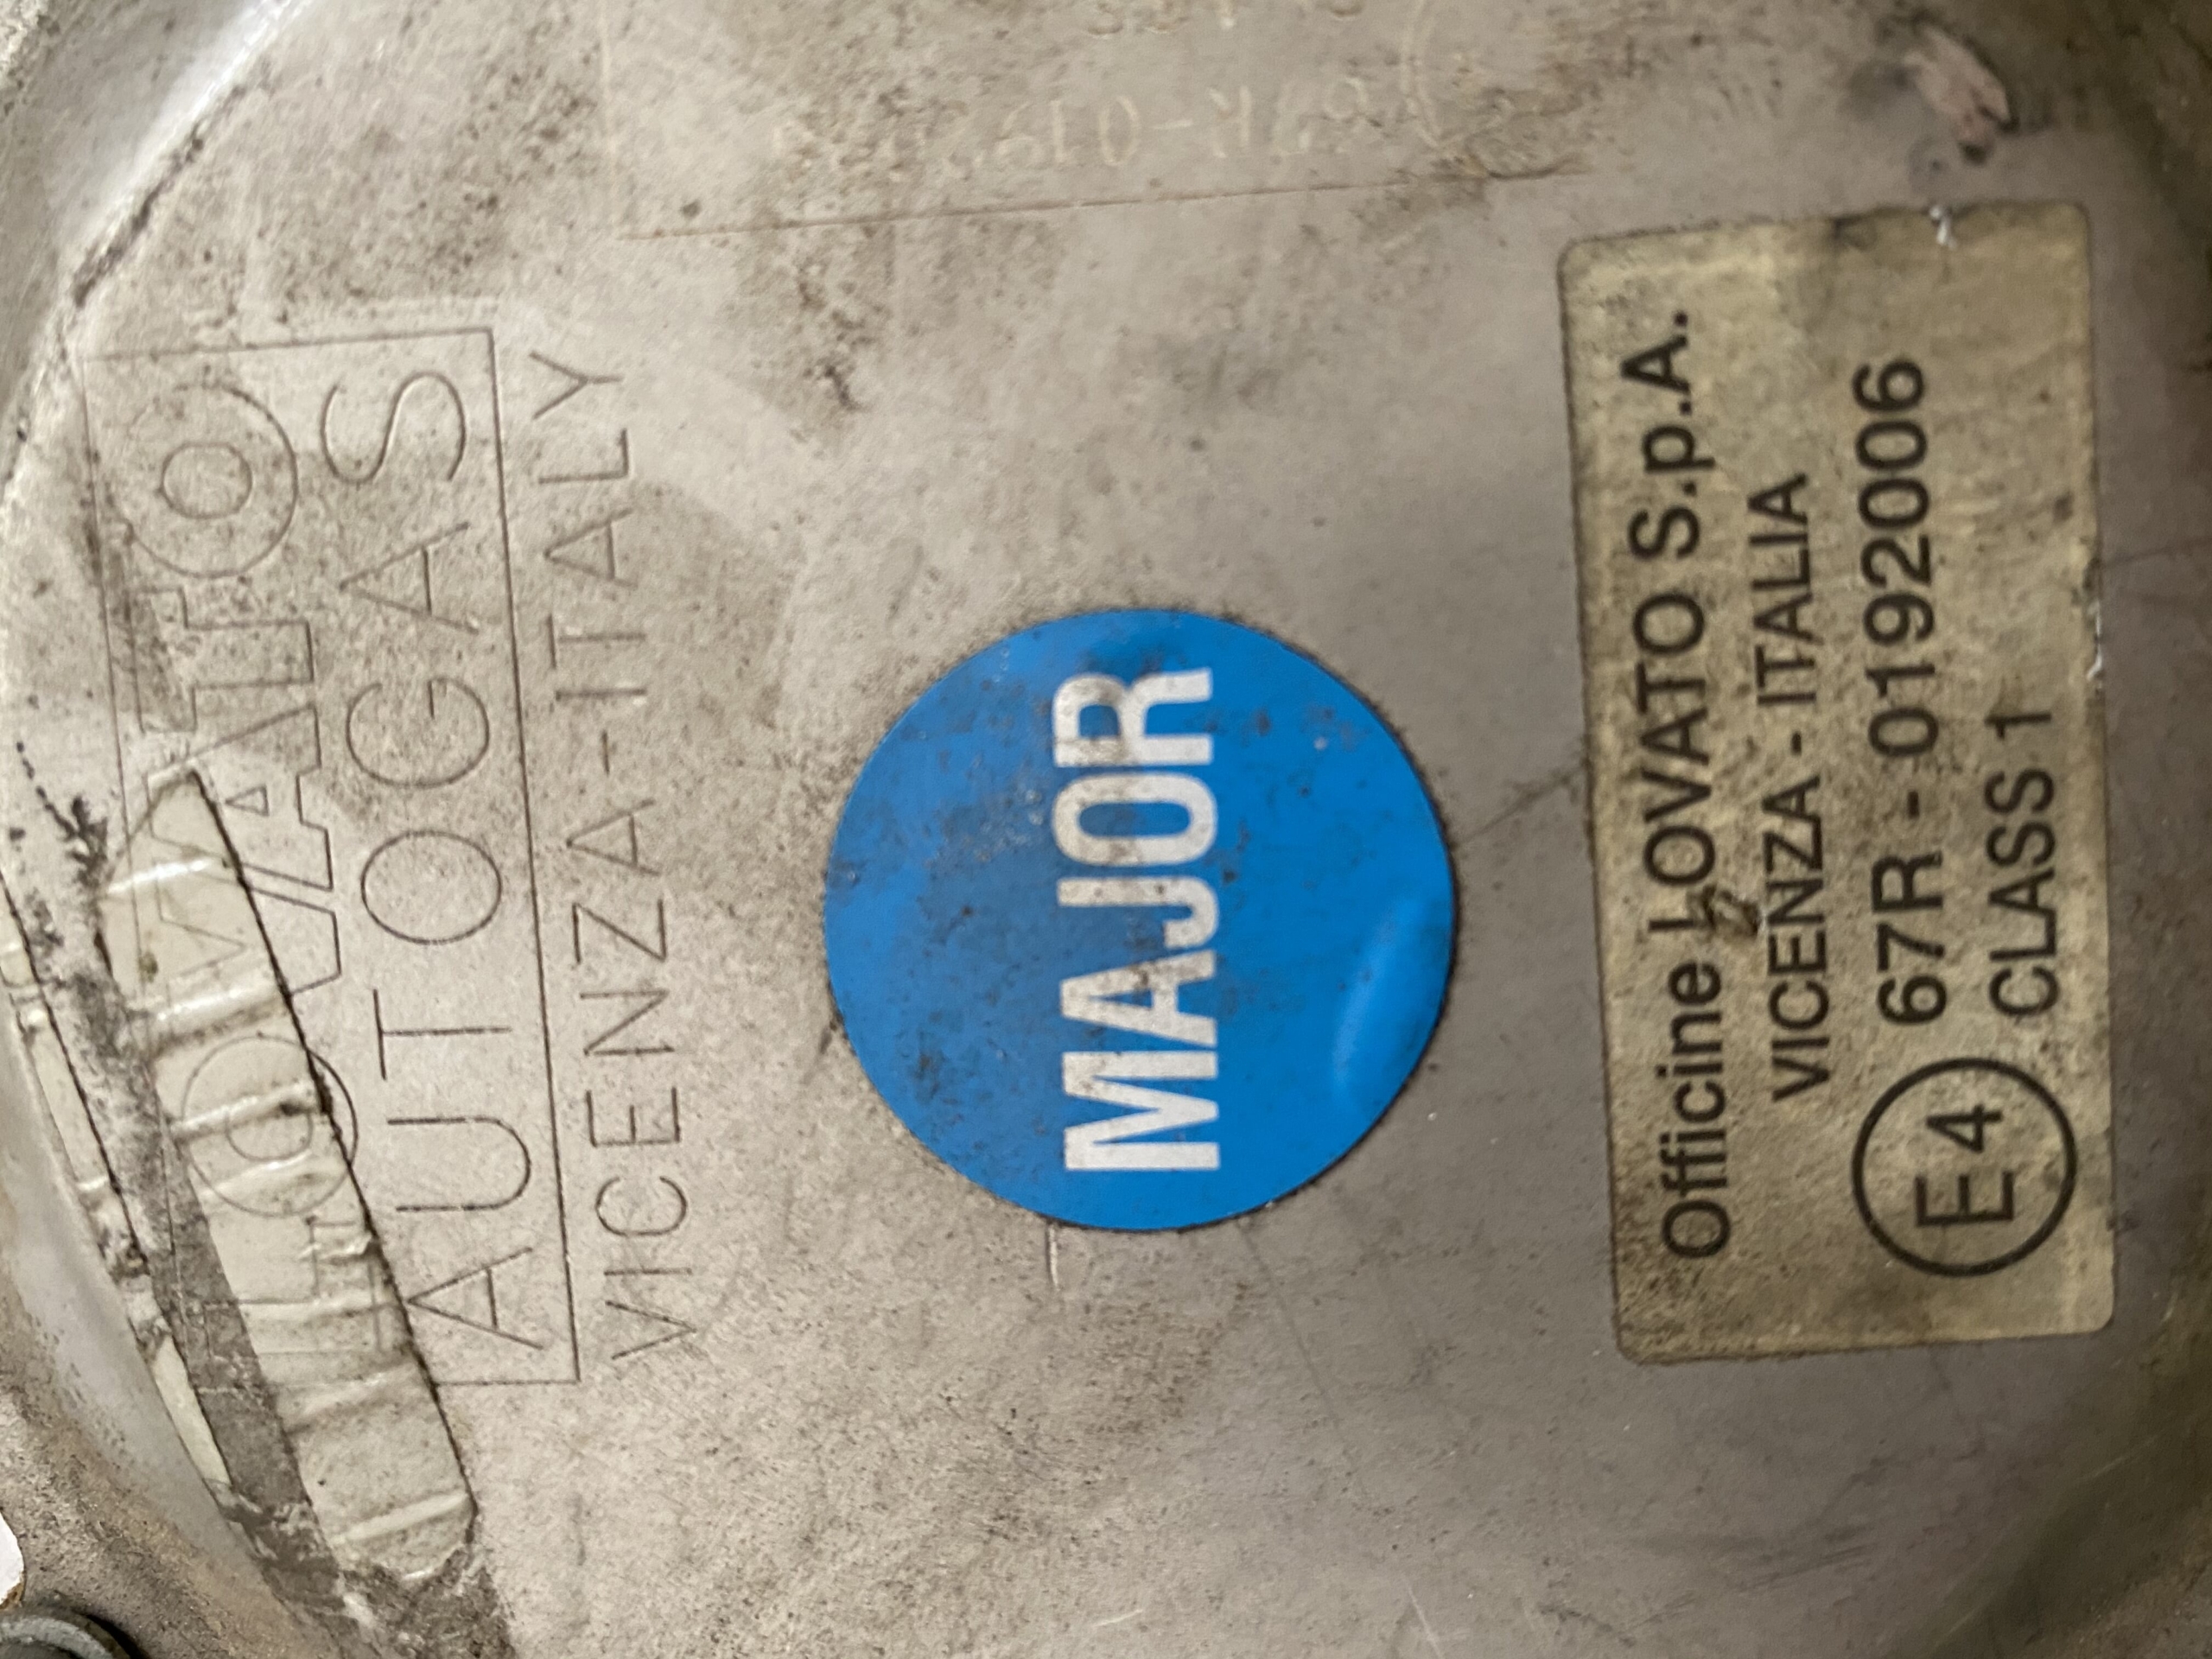 LOVATO
AUTOGAS
VICENZA-ITALY
MAJOR
Officine LOVATO S.p.A.
VICENZA - ITALIA
E4 67R - 0192006
CLASS 1